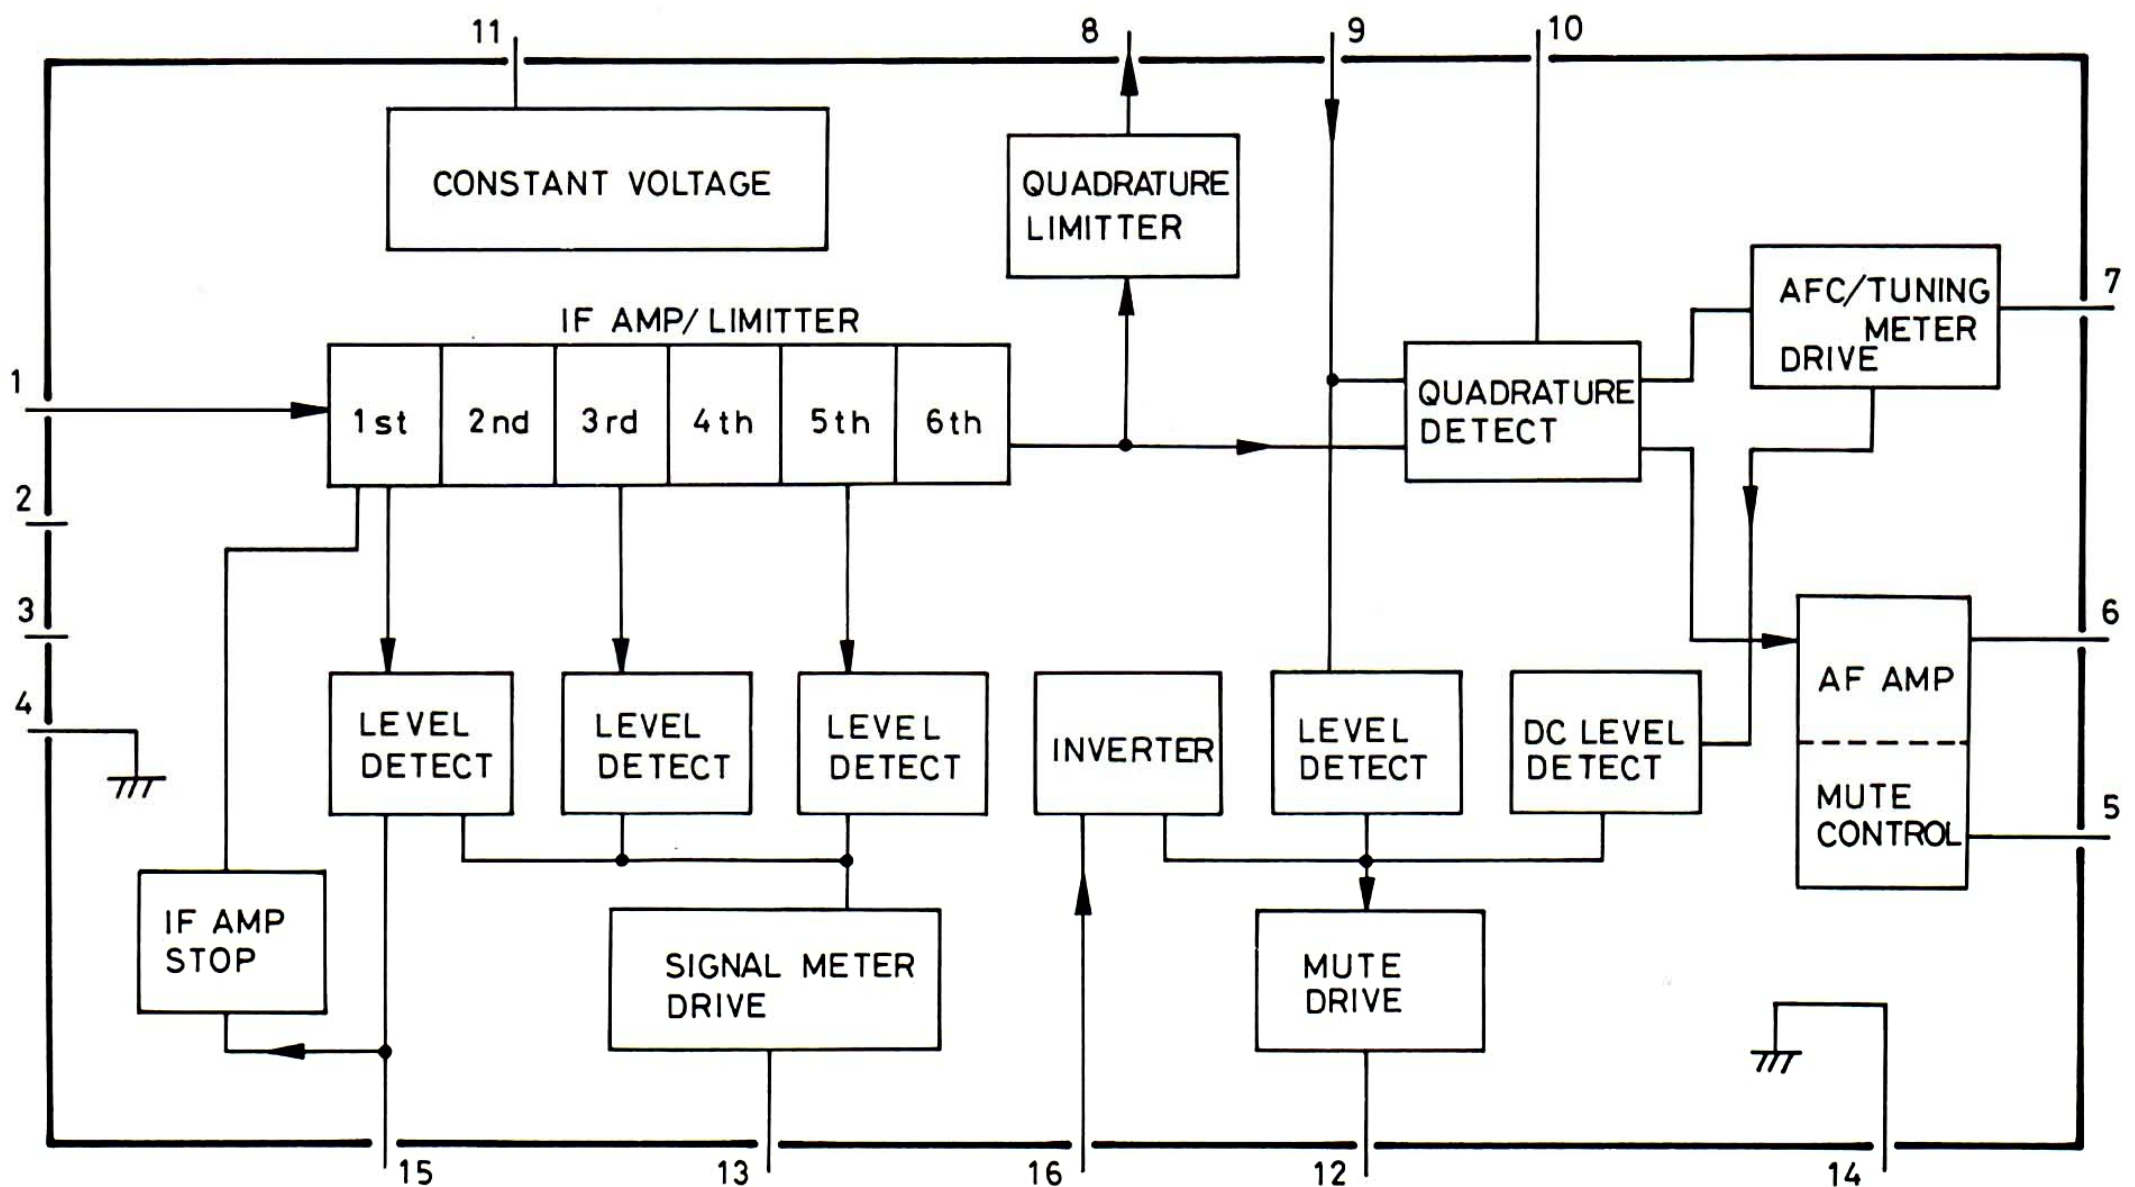 11
8
9
10
CONSTANT VOLTAGE
QUADRATURE
LIMITTER
AFC/TUNING
METER
DRIVE
7
IF AMP/LIMITTER
1
1st
2nd
3rd
4th
5th
6th
QUADRATURE
DETECT
2
3
6
4
LEVEL
DETECT
LEVEL
DETECT
LEVEL
DETECT
INVERTER
LEVEL
DETECT
DC LEVEL
DETECT
AF AMP
MUTE
CONTROL
5
IF AMP
STOP
SIGNAL METER
DRIVE
MUTE
DRIVE
15
13
16
12
14